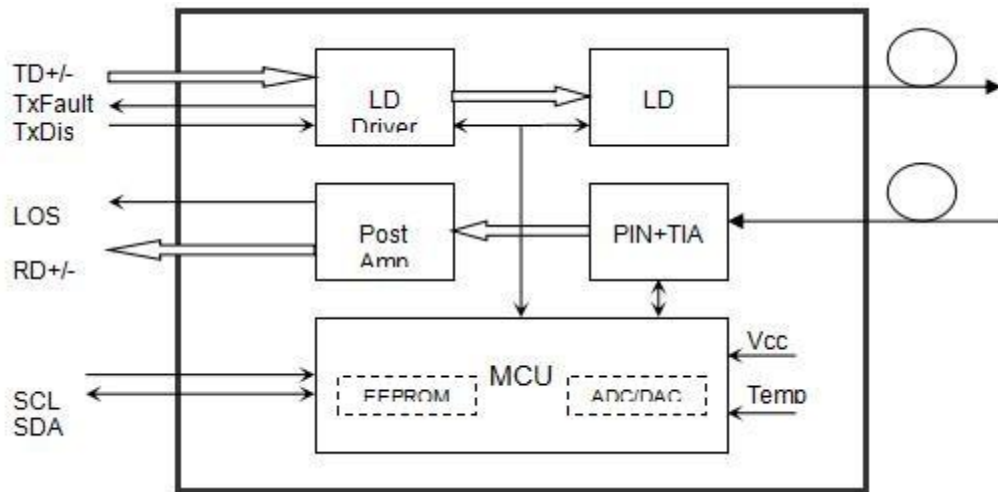 TD+/-
TxFault
TxDis
LD
Driver
LD
LOS
RD+/-
Post
Amp
PIN+TIA
MCU
EEPROM
ADC/DAC
Vcc
Temp
SCL
SDA